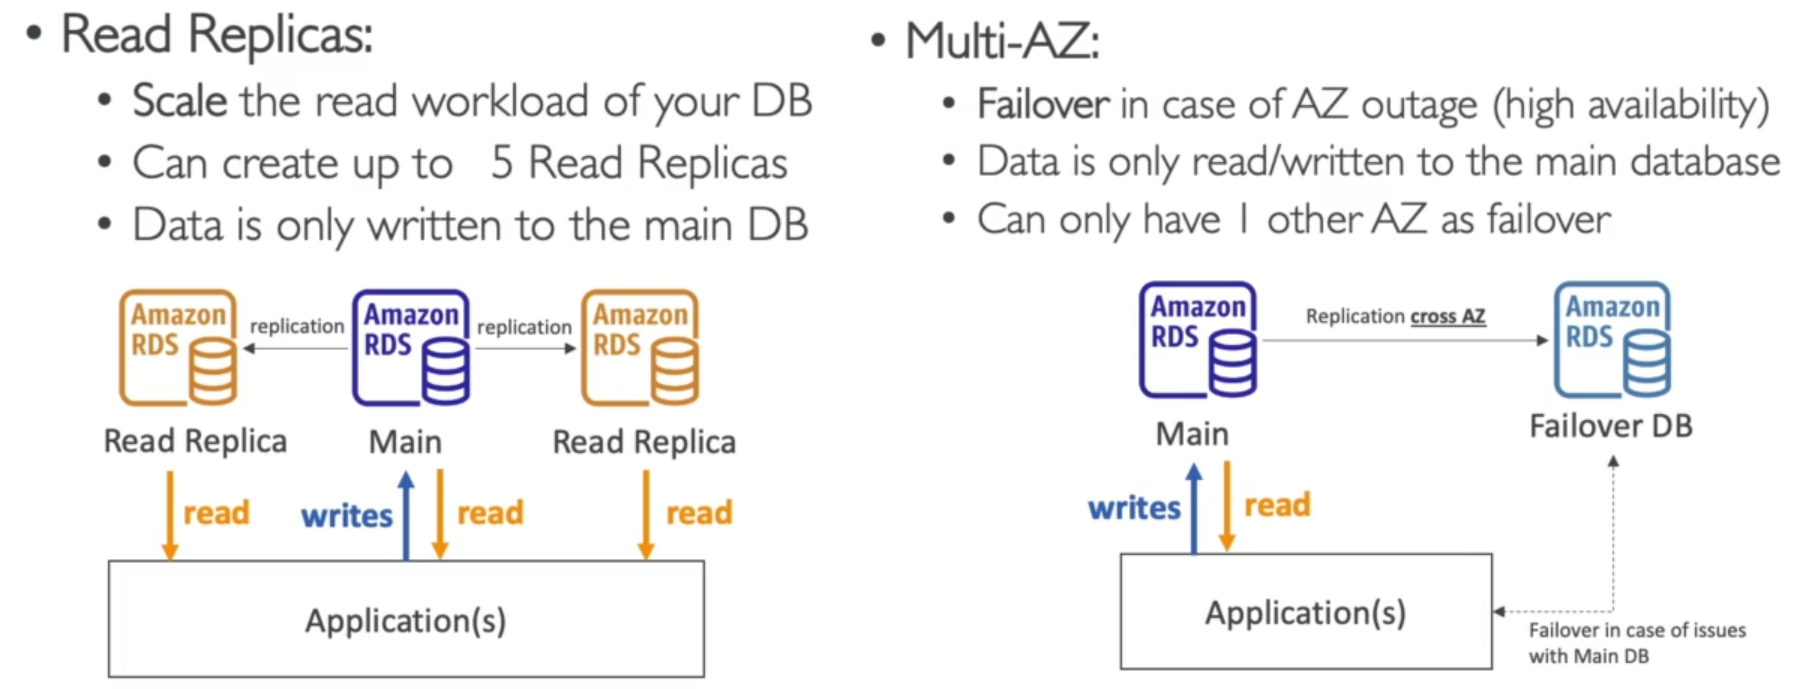 • Read Replicas:
• Scale the read workload of your DB
• Can create up to 5 Read Replicas
• Data is only written to the main DB
Amazon RDS
replication
Amazon RDS
replication
Amazon RDS
Read Replica
Main
Read Replica
read
writes
read
read
Application(s)
• Multi-AZ:
• Failover in case of AZ outage (high availability)
• Data is only read/written to the main database
• Can only have 1 other AZ as failover
Amazon RDS
Replication cross AZ
Amazon RDS
Main
Failover DB
writes
read
Application(s)
Failover in case of issues
with Main DB